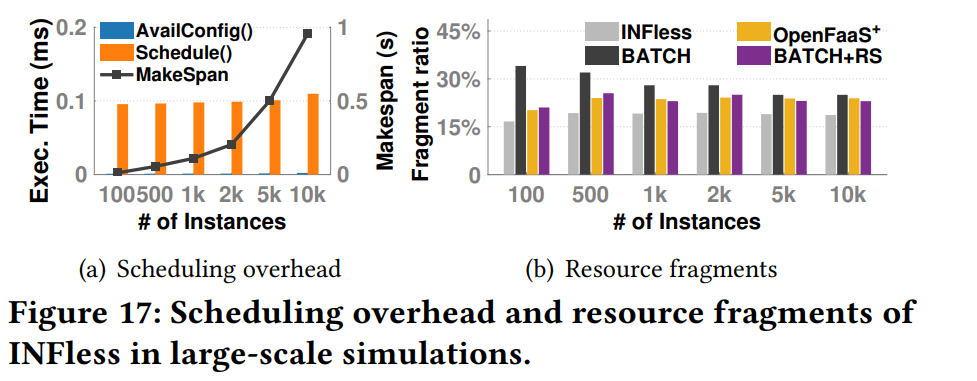 0.2
0.1
0
Exec. Time (ms)
AvailConfig()
Schedule()
MakeSpan
1
0.5
0
Makespan (s)
100 500 1k 2k 5k 10k
# of Instances
(a) Scheduling overhead
45%
30%
15%
0
Fragment ratio
INFless
BATCH
OpenFaaS+
BATCH+RS
100 500 1k 2k 5k 10k
# of Instances
(b) Resource fragments
Figure 17: Scheduling overhead and resource fragments of
INFless in large-scale simulations.